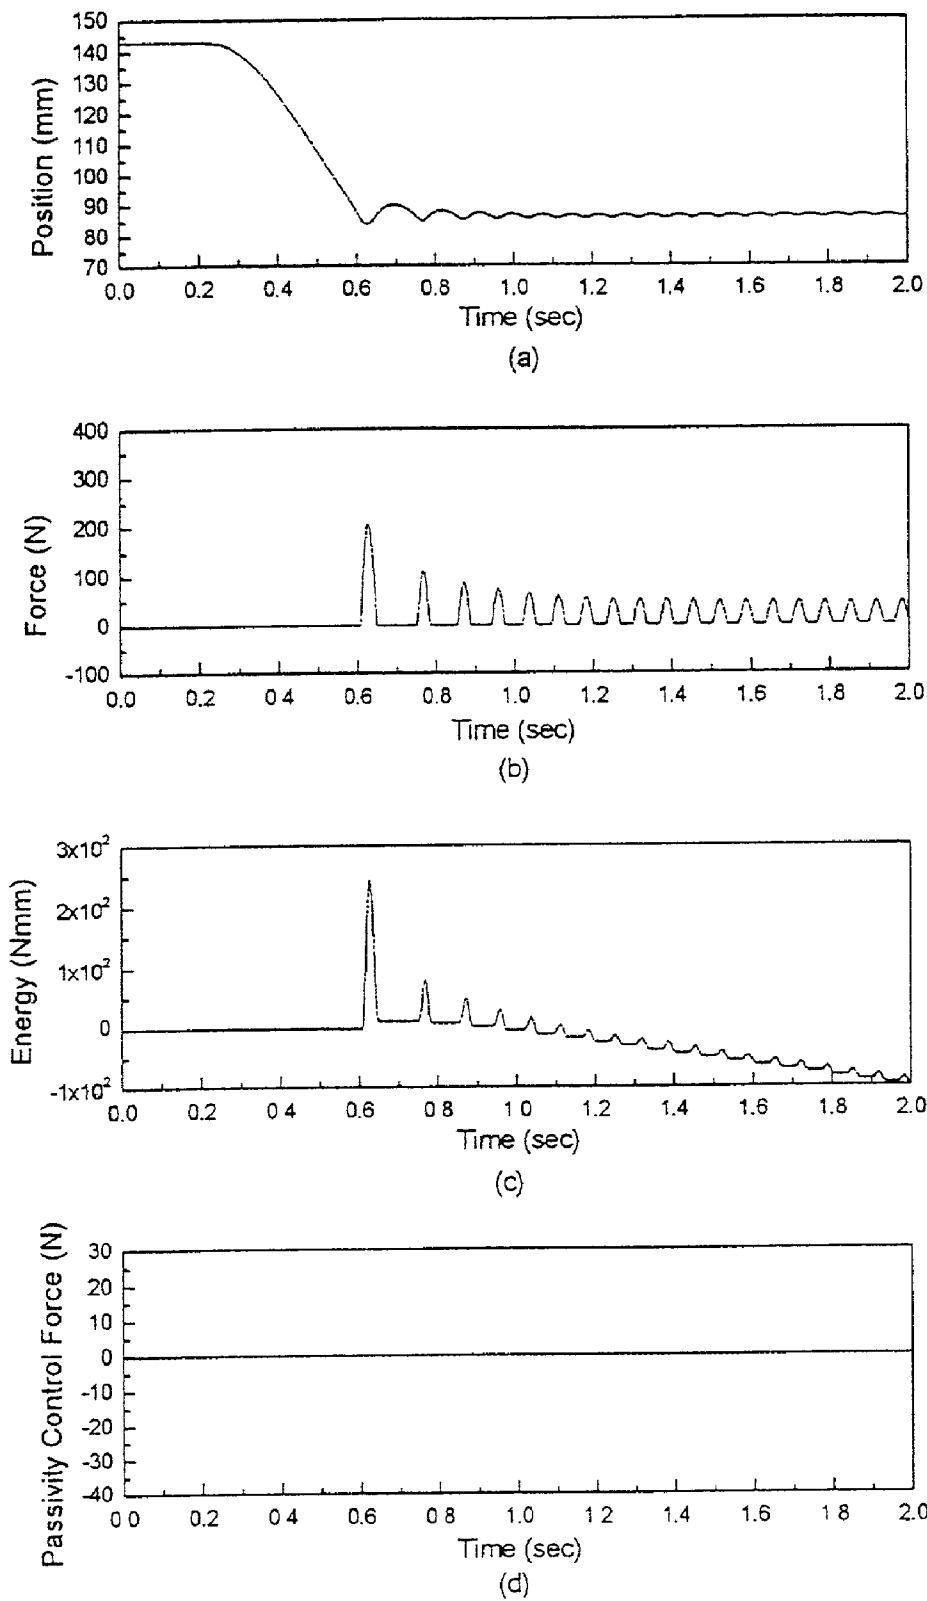 150
140
130
120
110
100
90
80
70
Position (mm)
0.0 0.2 0.4 0.6 0.8 1.0 1.2 1.4 1.6 1.8 2.0
Time (sec)
(a)
400
300
200
100
0
-100
Force (N)
0.0 0.2 0 4 0.6 0.8 1.0 1.2 1.4 1.6 1.8 2.0
Time (sec)
(b)
3x10²
2x10²
1x10²
0
-1x10²
Energy (Nmm)
0.0 0.2 0 4 0.6 0 8 1 0 1.2 1.4 1.6 1.8 2.0
Time (sec)
(c)
30
20
10
0
-10
-20
-30
-40
Passivity Control Force (N)
0 0 0.2 0 4 0.6 0.8 1.0 1.2 1.4 1.6 1.8 2.0
Time (sec)
(d)